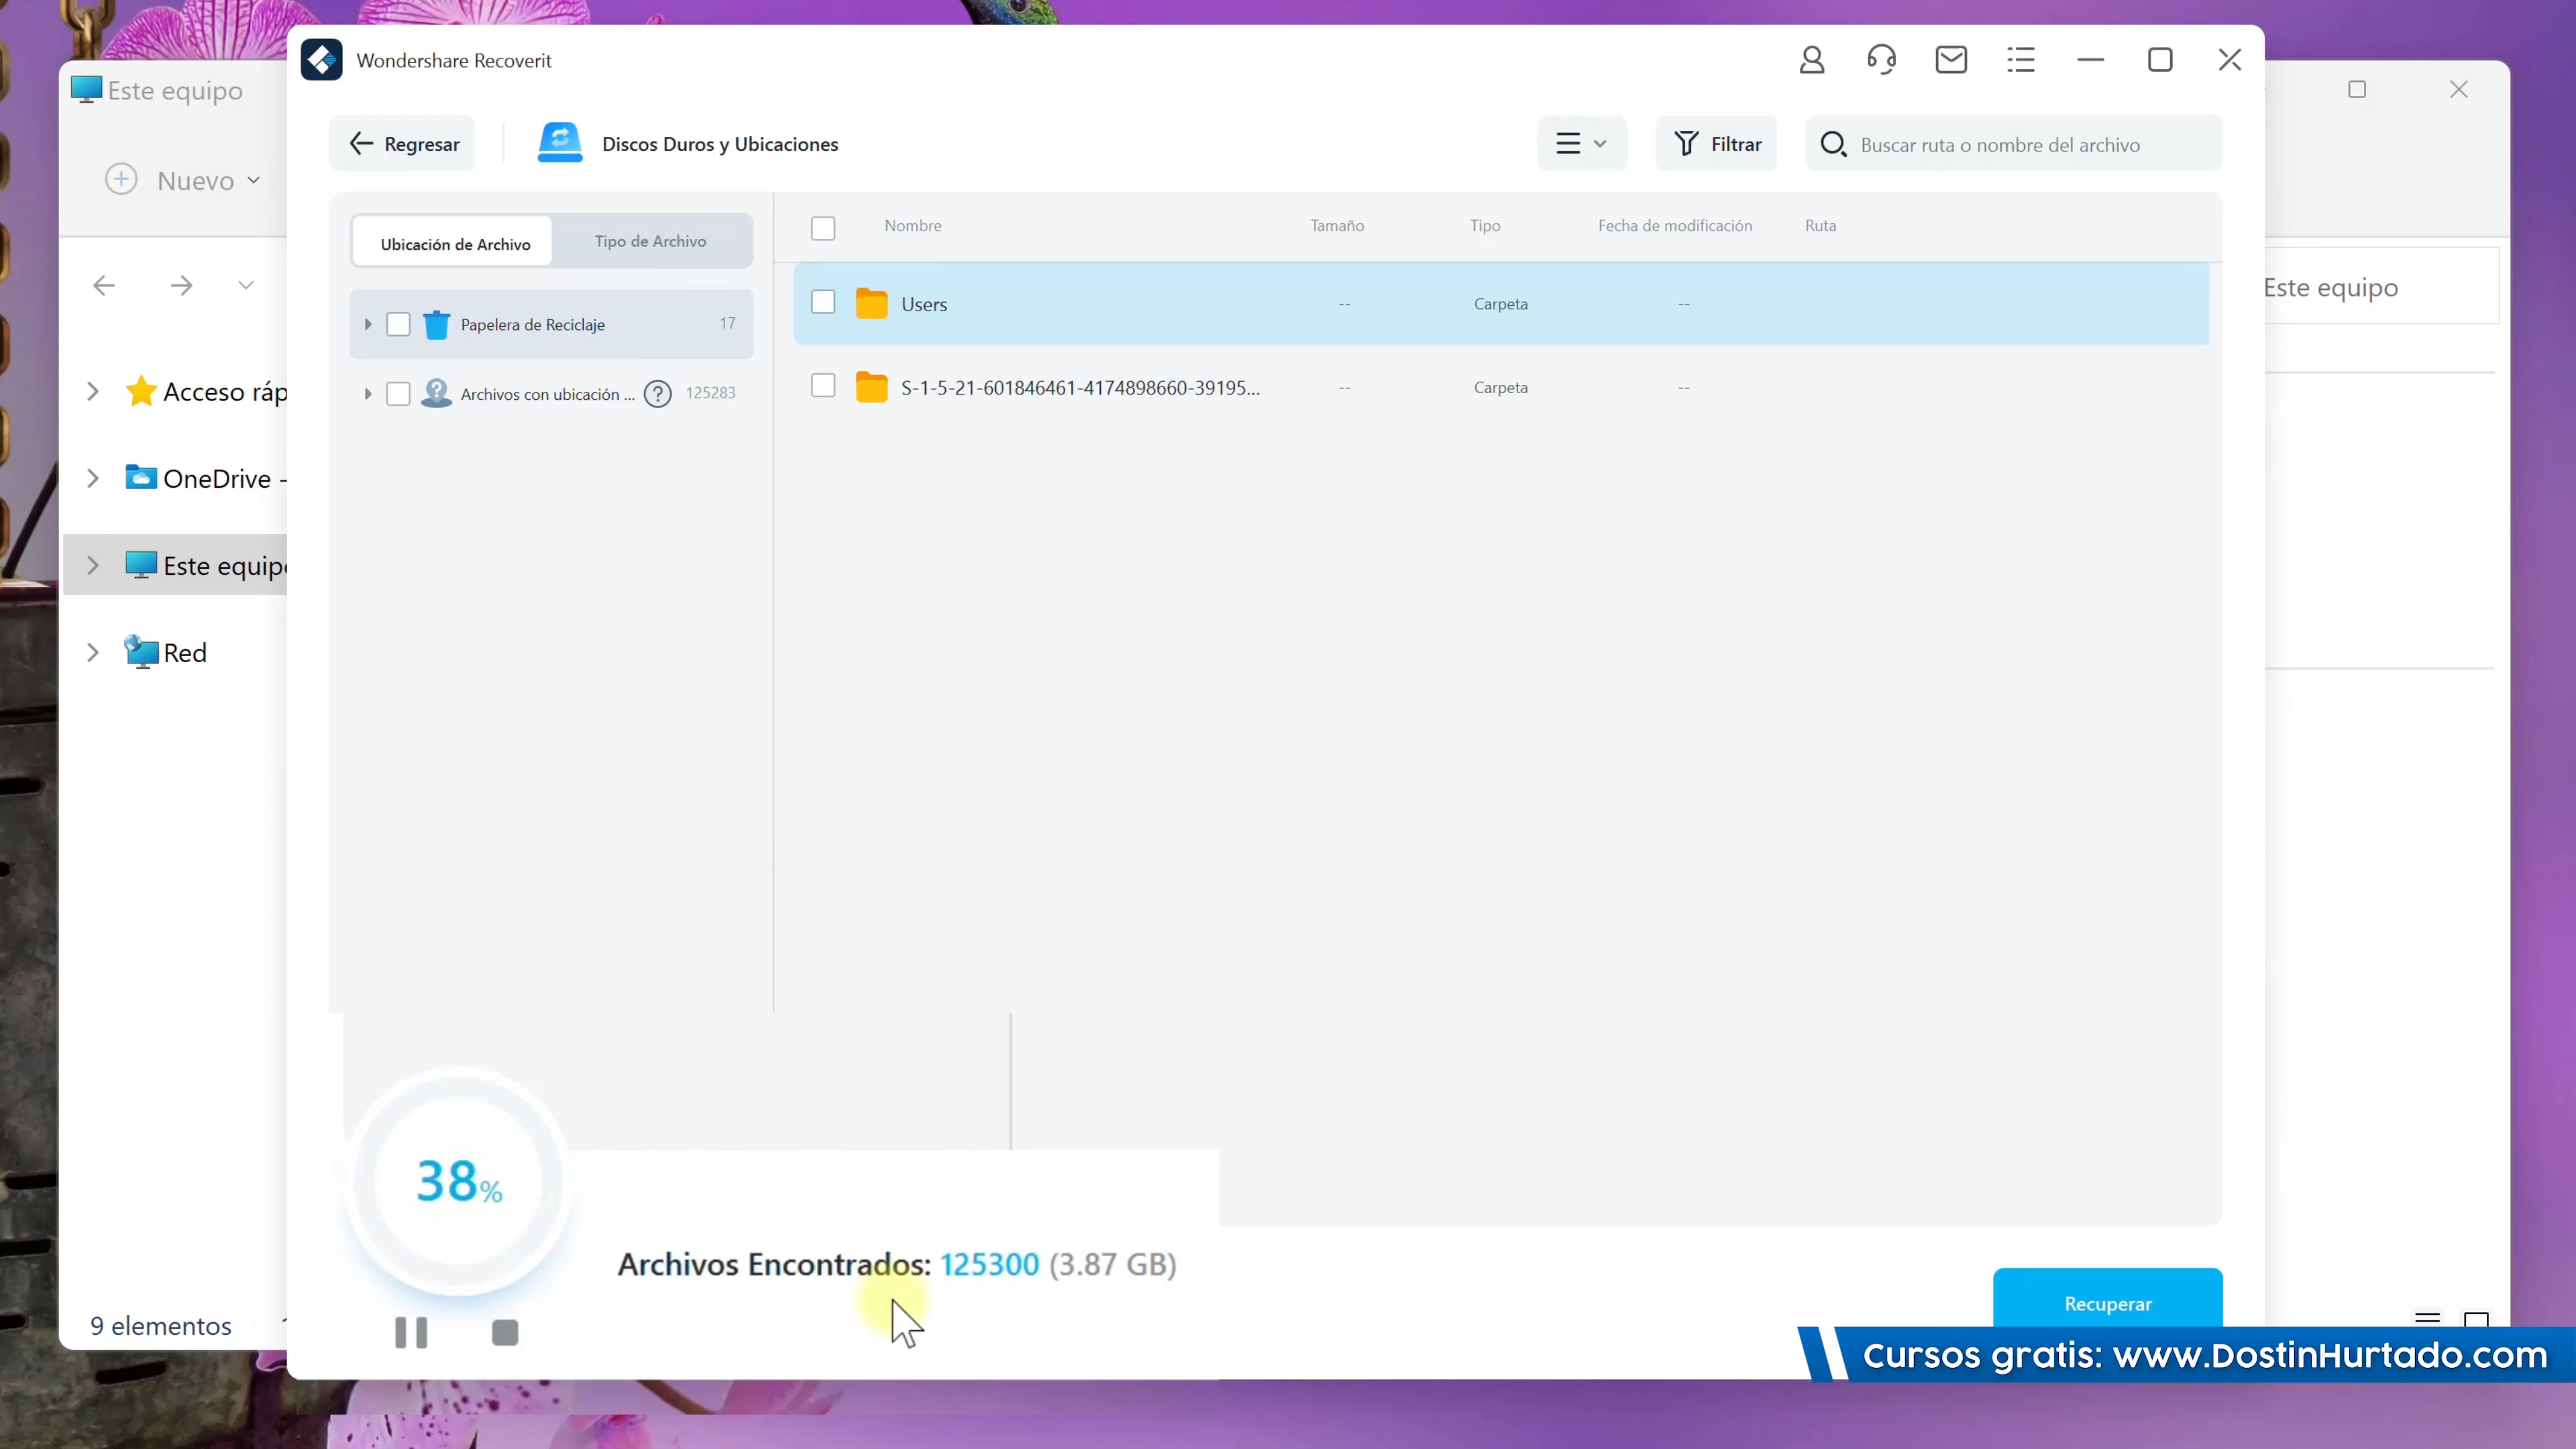 Wondershare Recoverit
Este equipo
Regresar
Discos Duros y Ubicaciones
Filtrar
Buscar ruta o nombre del archivo
Nuevo
Ubicación de Archivo
Tipo de Archivo
Nombre
Tamaño
Tipo
Fecha de modificación
Ruta
Papelera de Reciclaje
17
Users
--
Carpeta
--
Este equipo
Archivos con ubicación ...
125283
S-1-5-21-601846461-4174898660-39195...
--
Carpeta
--
Acceso ráp
OneDrive -
Este equipo
Red
38%
Archivos Encontrados: 125300 (3.87 GB)
Recuperar
9 elementos
Cursos gratis: www.DostinHurtado.com